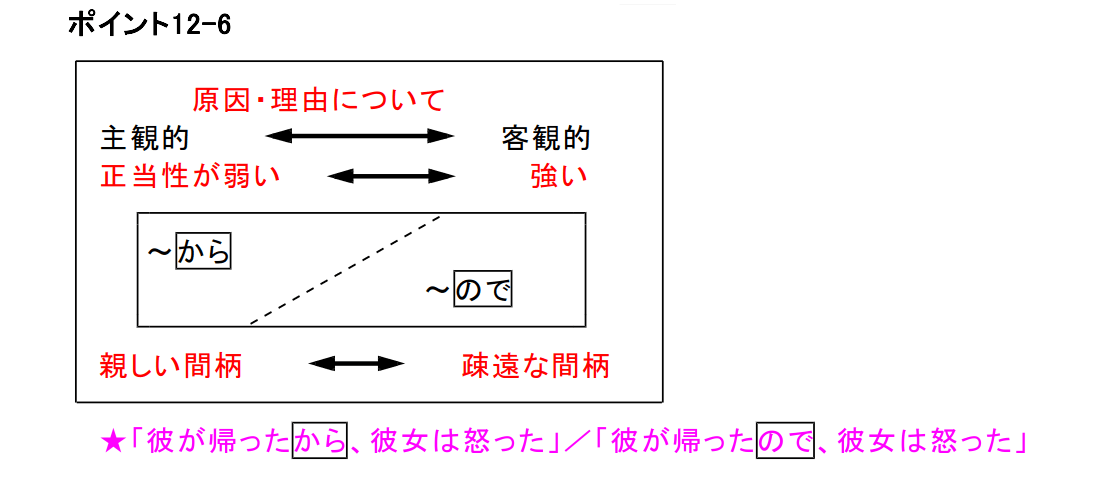 ポイント12-6
原因・理由について
主観的 客観的
正当性が弱い 強い
～から
～ので
親しい間柄 疎遠な間柄
★「彼が帰ったから、彼女は怒った」／「彼が帰ったので、彼女は怒った」